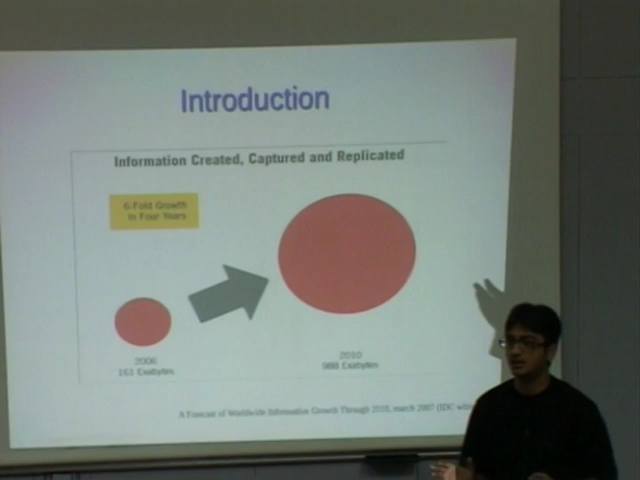 Introduction
Information Created, Captured and Replicated
6-Fold Growth
in Four Years
2006
161 Exabytes
2010
988 Exabytes
A Forecast of Worldwide Information Growth Through 2010, march 2007 (IDC